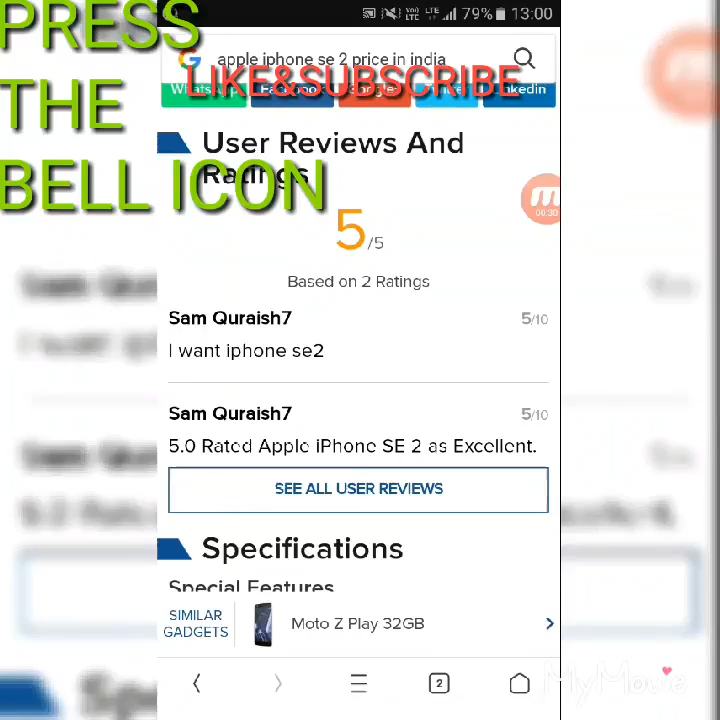 PRESS
THE
BELL ICON
79% 13:00
apple iphone se 2 price in india
LIKE&SUBSCRIBE
WhatsApp
Linkedin
User Reviews And
Ratings
00:30
5/5
Based on 2 Ratings
Sam Quraish7 5/10
I want iphone se2
Sam Quraish7 5/10
5.0 Rated Apple iPhone SE 2 as Excellent.
SEE ALL USER REVIEWS
Specifications
Special Features
SIMILAR
GADGETS
Moto Z Play 32GB
2
MyMovie